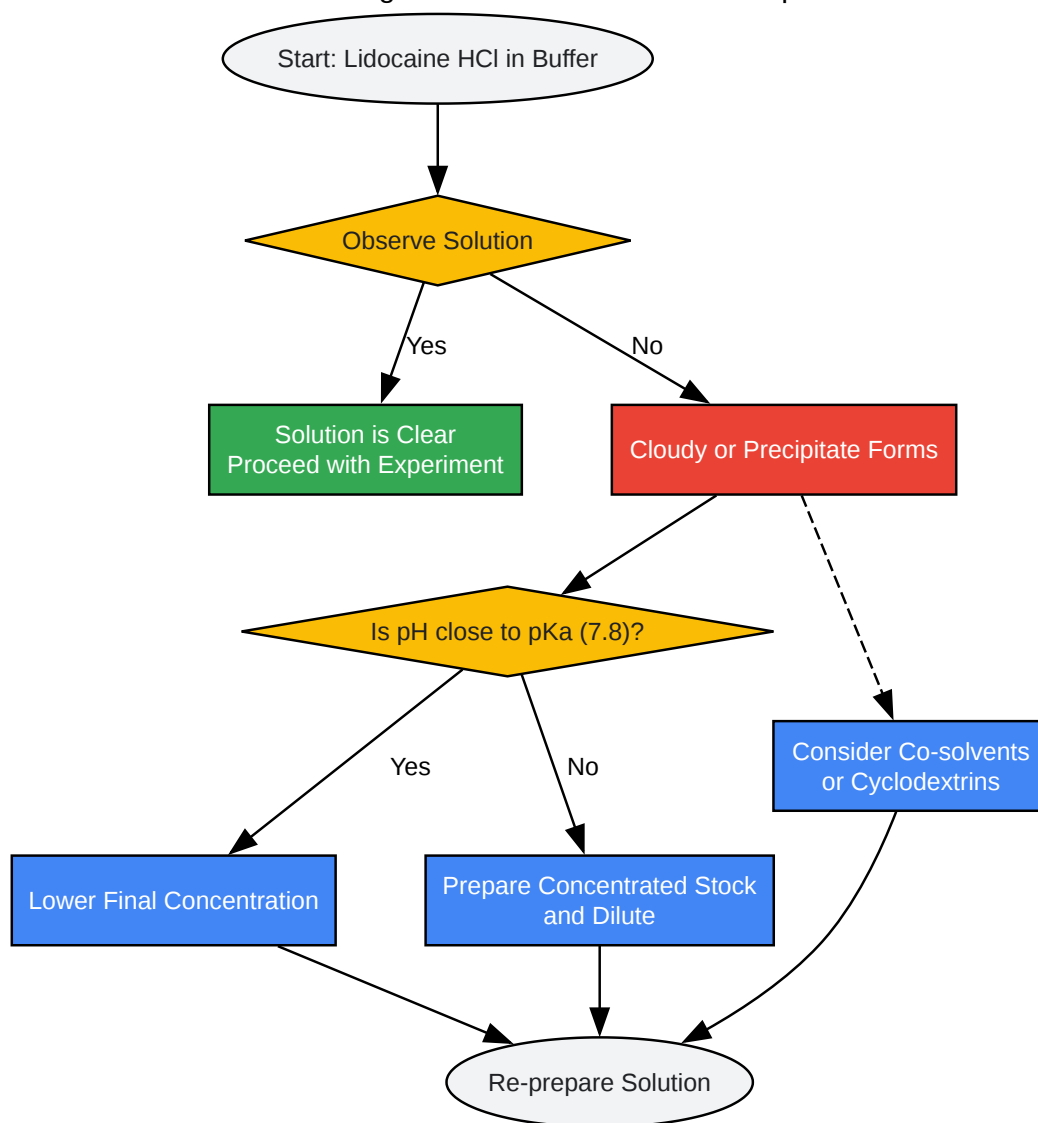 Start: Lidocaine HCl in Buffer
Observe Solution
Yes
No
Solution is Clear
Proceed with Experiment
Cloudy or Precipitate Forms
Is pH close to pKa (7.8)?
Yes
No
Consider Co-solvents
or Cyclodextrins
Lower Final Concentration
Prepare Concentrated Stock
and Dilute
Re-prepare Solution